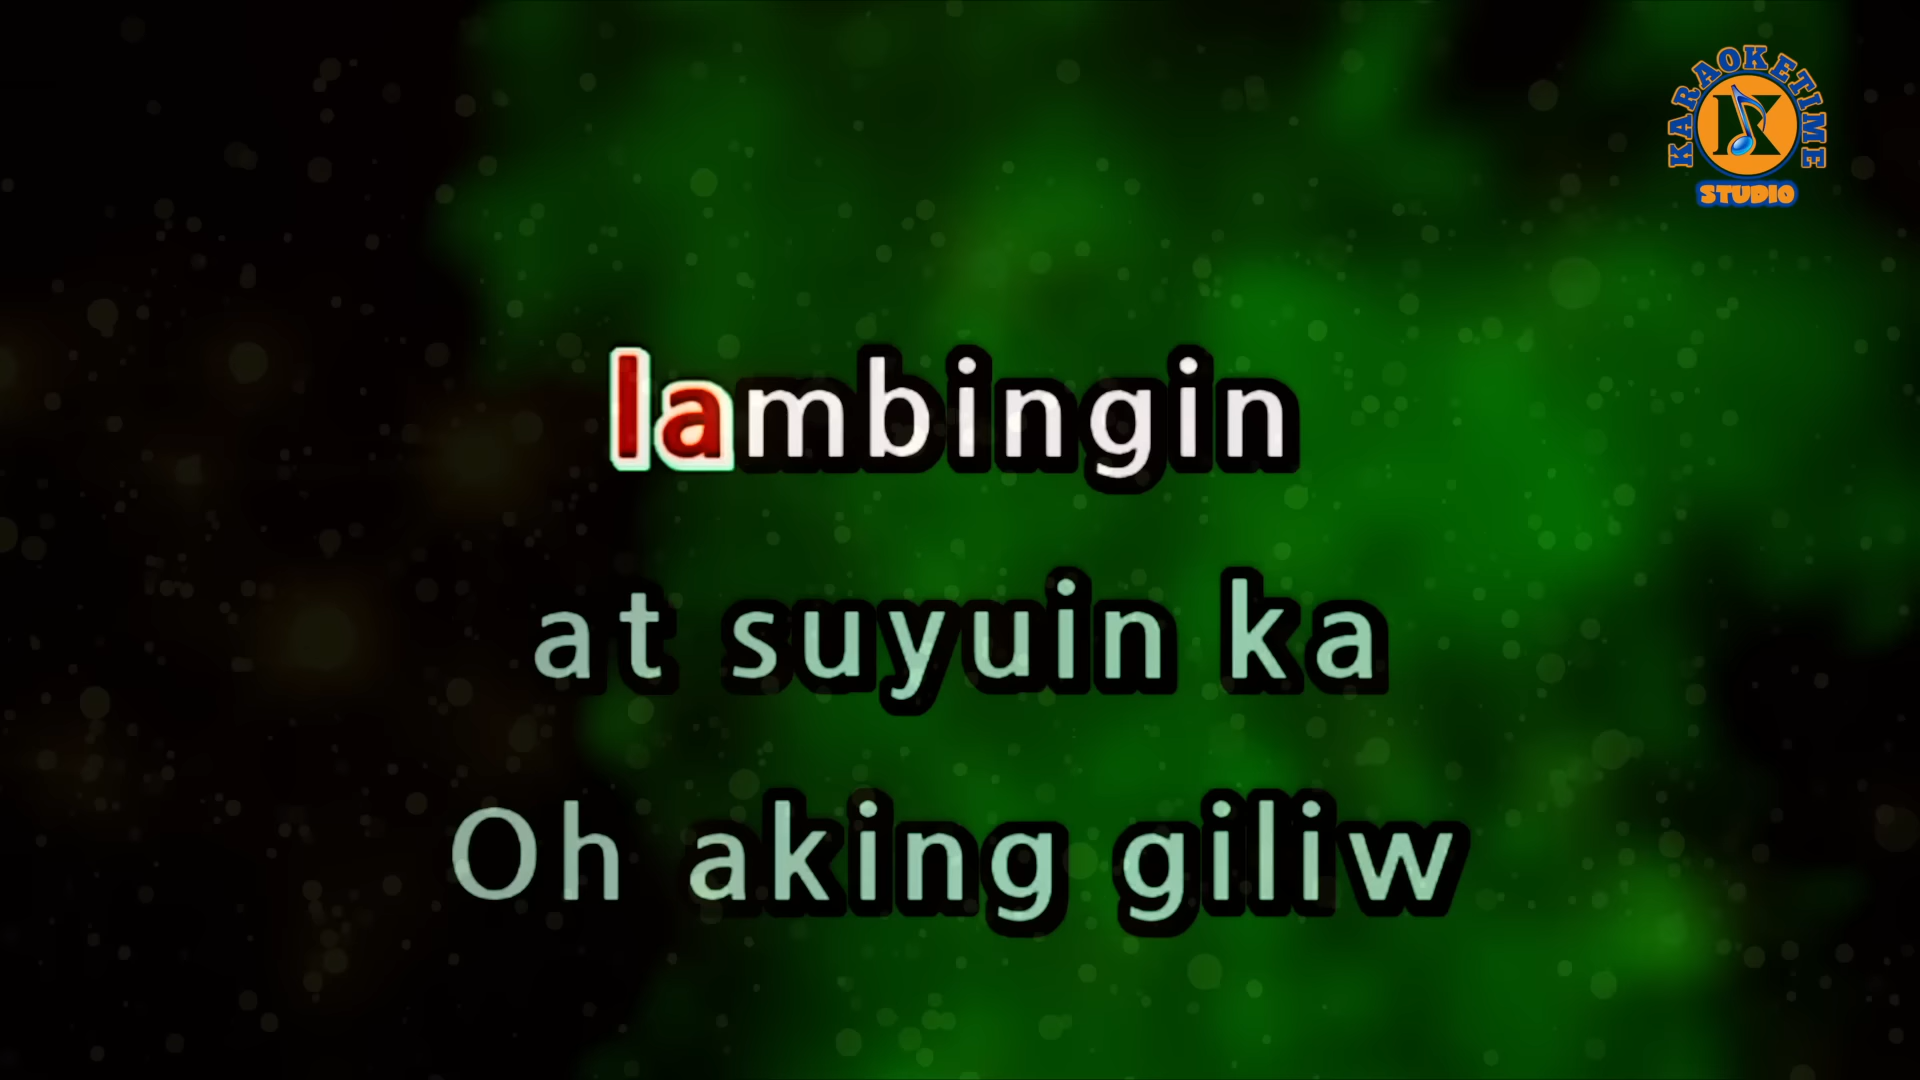 KARAOKETIME
STUDIO
lambingin
at suyuin ka
Oh aking giliw